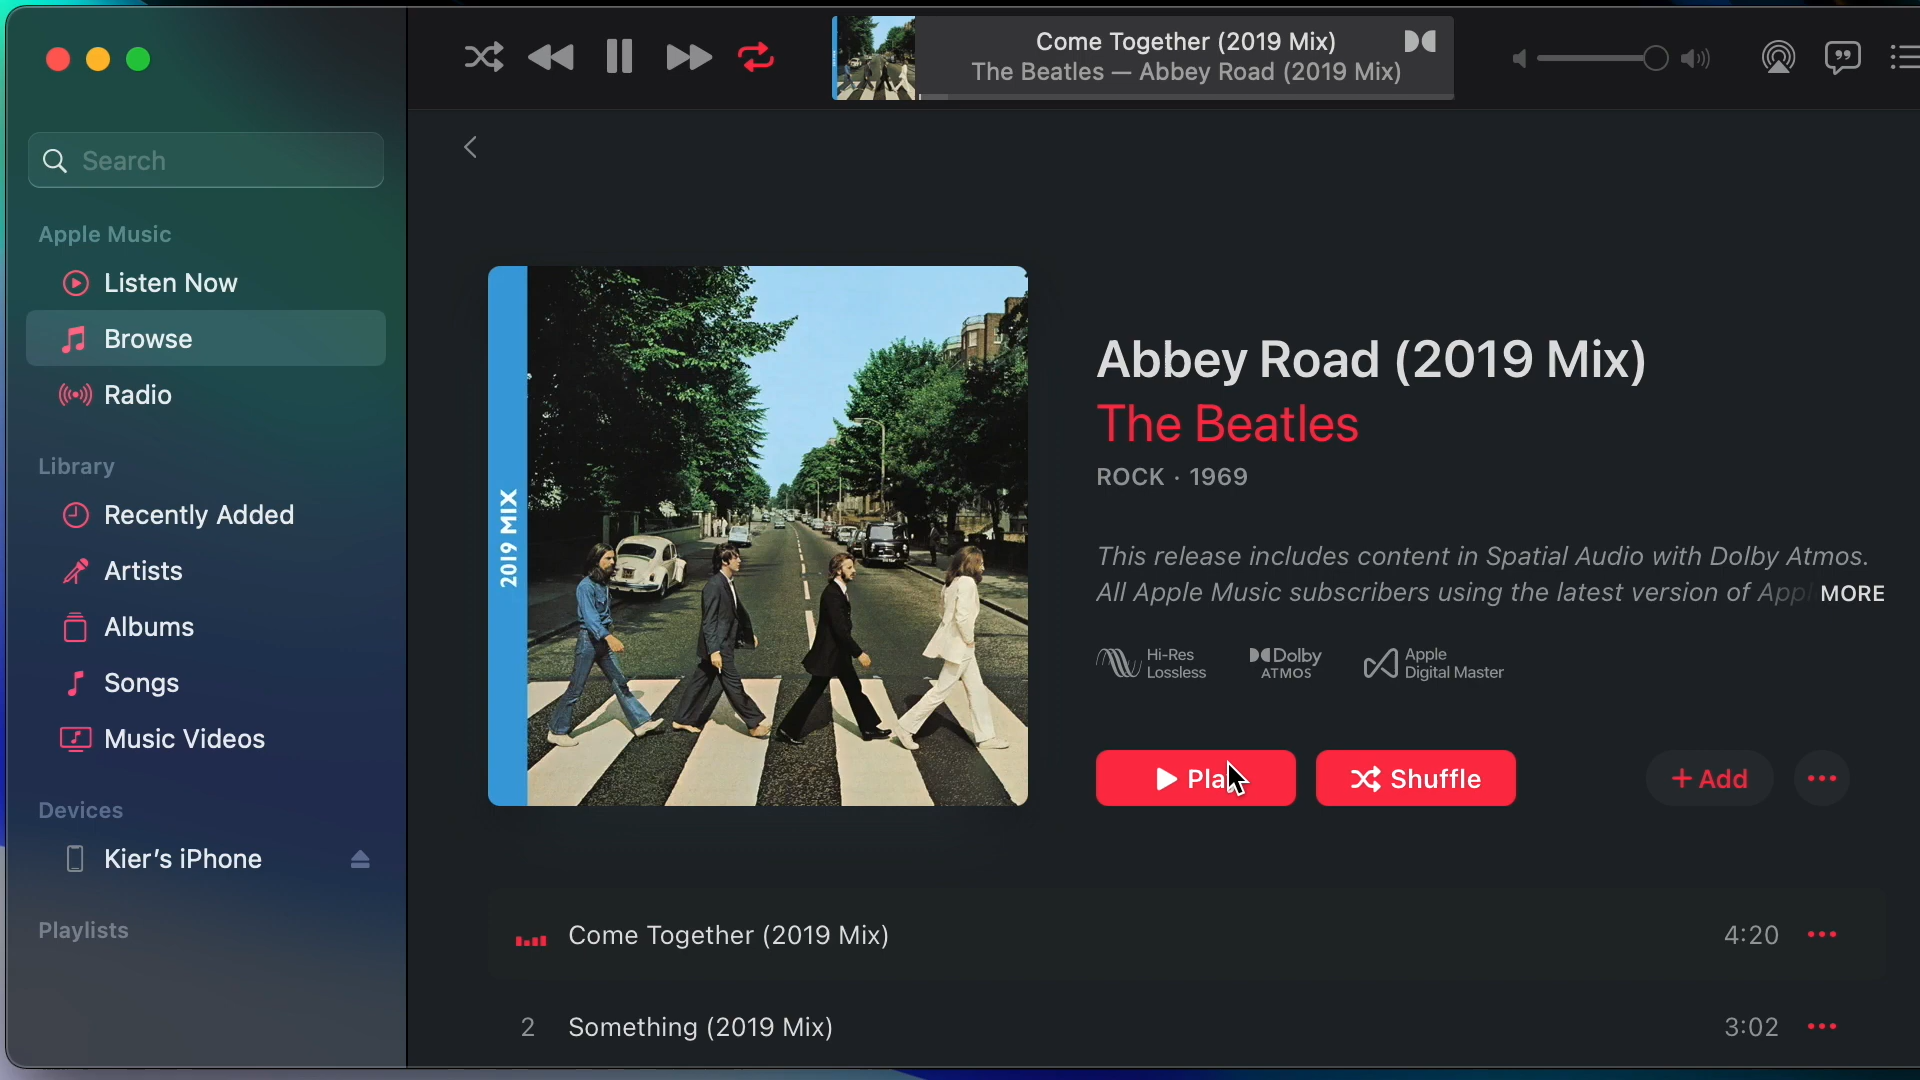 Come Together (2019 Mix)
The Beatles — Abbey Road (2019 Mix)
Search
Apple Music
Listen Now
Browse
Radio
Library
Recently Added
Artists
Albums
Songs
Music Videos
Devices
Kier’s iPhone
Playlists
2019 MIX
Abbey Road (2019 Mix)
The Beatles
ROCK · 1969
This release includes content in Spatial Audio with Dolby Atmos.
All Apple Music subscribers using the latest version of Appl MORE
Hi-Res
Lossless
Dolby
ATMOS
Apple
Digital Master
Pla
Shuffle
+ Add
Come Together (2019 Mix) 4:20
2 Something (2019 Mix) 3:02